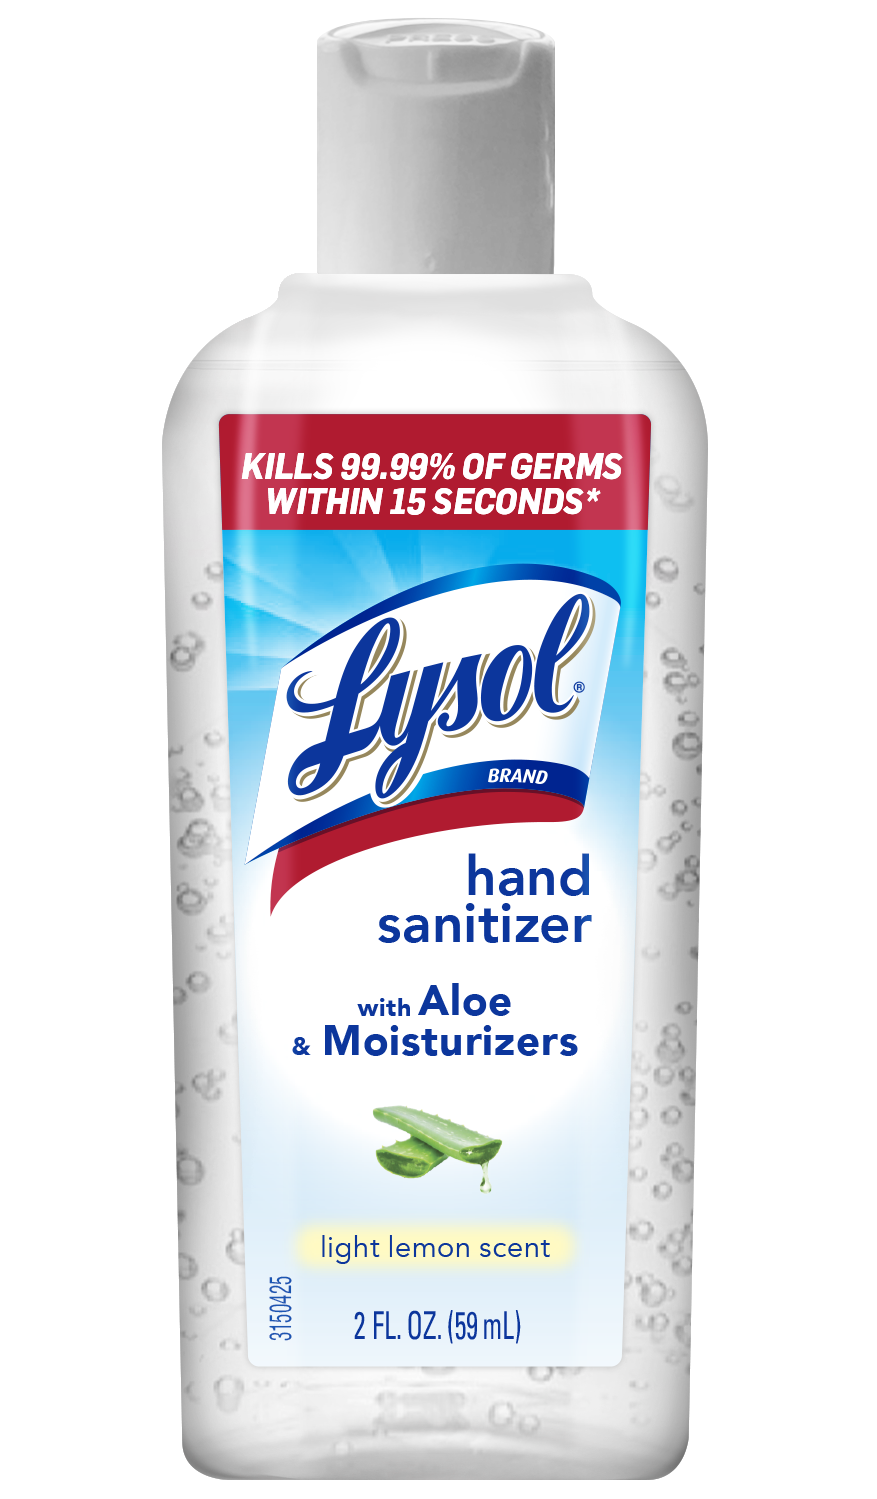 PRESS
KILLS 99.99% OF GERMS
WITHIN 15 SECONDS*
Lysol®
BRAND
hand
sanitizer
with Aloe
& Moisturizers
light lemon scent
3150425
2 FL. OZ. (59 mL)